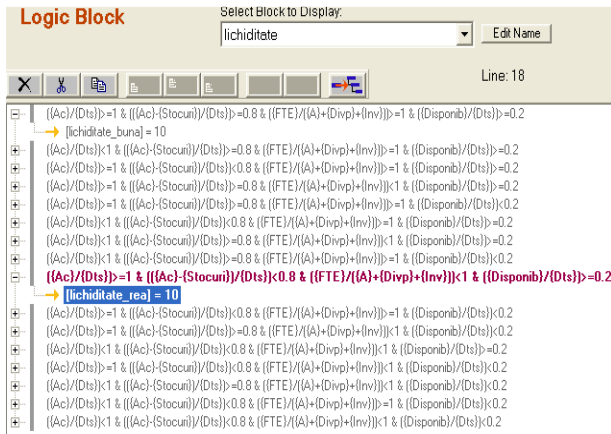 Logic Block
Select Block to Display:
lichiditate
Edit Name
Line: 18
({Ac}/{Dts})>=1 & (({Ac}-{Stocuri})/{Dts})>=0.8 & ({FTE}/({A}+{Divp}+{Inv}))>=1 & ({Disponib}/{Dts})>=0.2
[lichiditate_buna] = 10
({Ac}/{Dts})<1 & (({Ac}-{Stocuri})/{Dts})>=0.8 & ({FTE}/({A}+{Divp}+{Inv}))>=1 & ({Disponib}/{Dts})>=0.2
({Ac}/{Dts})>=1 & (({Ac}-{Stocuri})/{Dts})<0.8 & ({FTE}/({A}+{Divp}+{Inv}))>=1 & ({Disponib}/{Dts})>=0.2
({Ac}/{Dts})>=1 & (({Ac}-{Stocuri})/{Dts})>=0.8 & ({FTE}/({A}+{Divp}+{Inv}))<1 & ({Disponib}/{Dts})>=0.2
({Ac}/{Dts})>=1 & (({Ac}-{Stocuri})/{Dts})>=0.8 & ({FTE}/({A}+{Divp}+{Inv}))>=1 & ({Disponib}/{Dts})<0.2
({Ac}/{Dts})<1 & (({Ac}-{Stocuri})/{Dts})<0.8 & ({FTE}/({A}+{Divp}+{Inv}))>=1 & ({Disponib}/{Dts})>=0.2
({Ac}/{Dts})<1 & (({Ac}-{Stocuri})/{Dts})>=0.8 & ({FTE}/({A}+{Divp}+{Inv}))<1 & ({Disponib}/{Dts})>=0.2
({Ac}/{Dts})<1 & (({Ac}-{Stocuri})/{Dts})>=0.8 & ({FTE}/({A}+{Divp}+{Inv}))>=1 & ({Disponib}/{Dts})<0.2
({Ac}/{Dts})>=1 & (({Ac}-{Stocuri})/{Dts})<0.8 & ({FTE}/({A}+{Divp}+{Inv}))<1 & ({Disponib}/{Dts})>=0.2
[lichiditate_rea] = 10
({Ac}/{Dts})>=1 & (({Ac}-{Stocuri})/{Dts})<0.8 & ({FTE}/({A}+{Divp}+{Inv}))>=1 & ({Disponib}/{Dts})<0.2
({Ac}/{Dts})>=1 & (({Ac}-{Stocuri})/{Dts})>=0.8 & ({FTE}/({A}+{Divp}+{Inv}))<1 & ({Disponib}/{Dts})<0.2
({Ac}/{Dts})<1 & (({Ac}-{Stocuri})/{Dts})<0.8 & ({FTE}/({A}+{Divp}+{Inv}))<1 & ({Disponib}/{Dts})>=0.2
({Ac}/{Dts})>=1 & (({Ac}-{Stocuri})/{Dts})<0.8 & ({FTE}/({A}+{Divp}+{Inv}))<1 & ({Disponib}/{Dts})<0.2
({Ac}/{Dts})<1 & (({Ac}-{Stocuri})/{Dts})>=0.8 & ({FTE}/({A}+{Divp}+{Inv}))<1 & ({Disponib}/{Dts})<0.2
({Ac}/{Dts})<1 & (({Ac}-{Stocuri})/{Dts})<0.8 & ({FTE}/({A}+{Divp}+{Inv}))>=1 & ({Disponib}/{Dts})<0.2
({Ac}/{Dts})<1 & (({Ac}-{Stocuri})/{Dts})<0.8 & ({FTE}/({A}+{Divp}+{Inv}))<1 & ({Disponib}/{Dts})<0.2